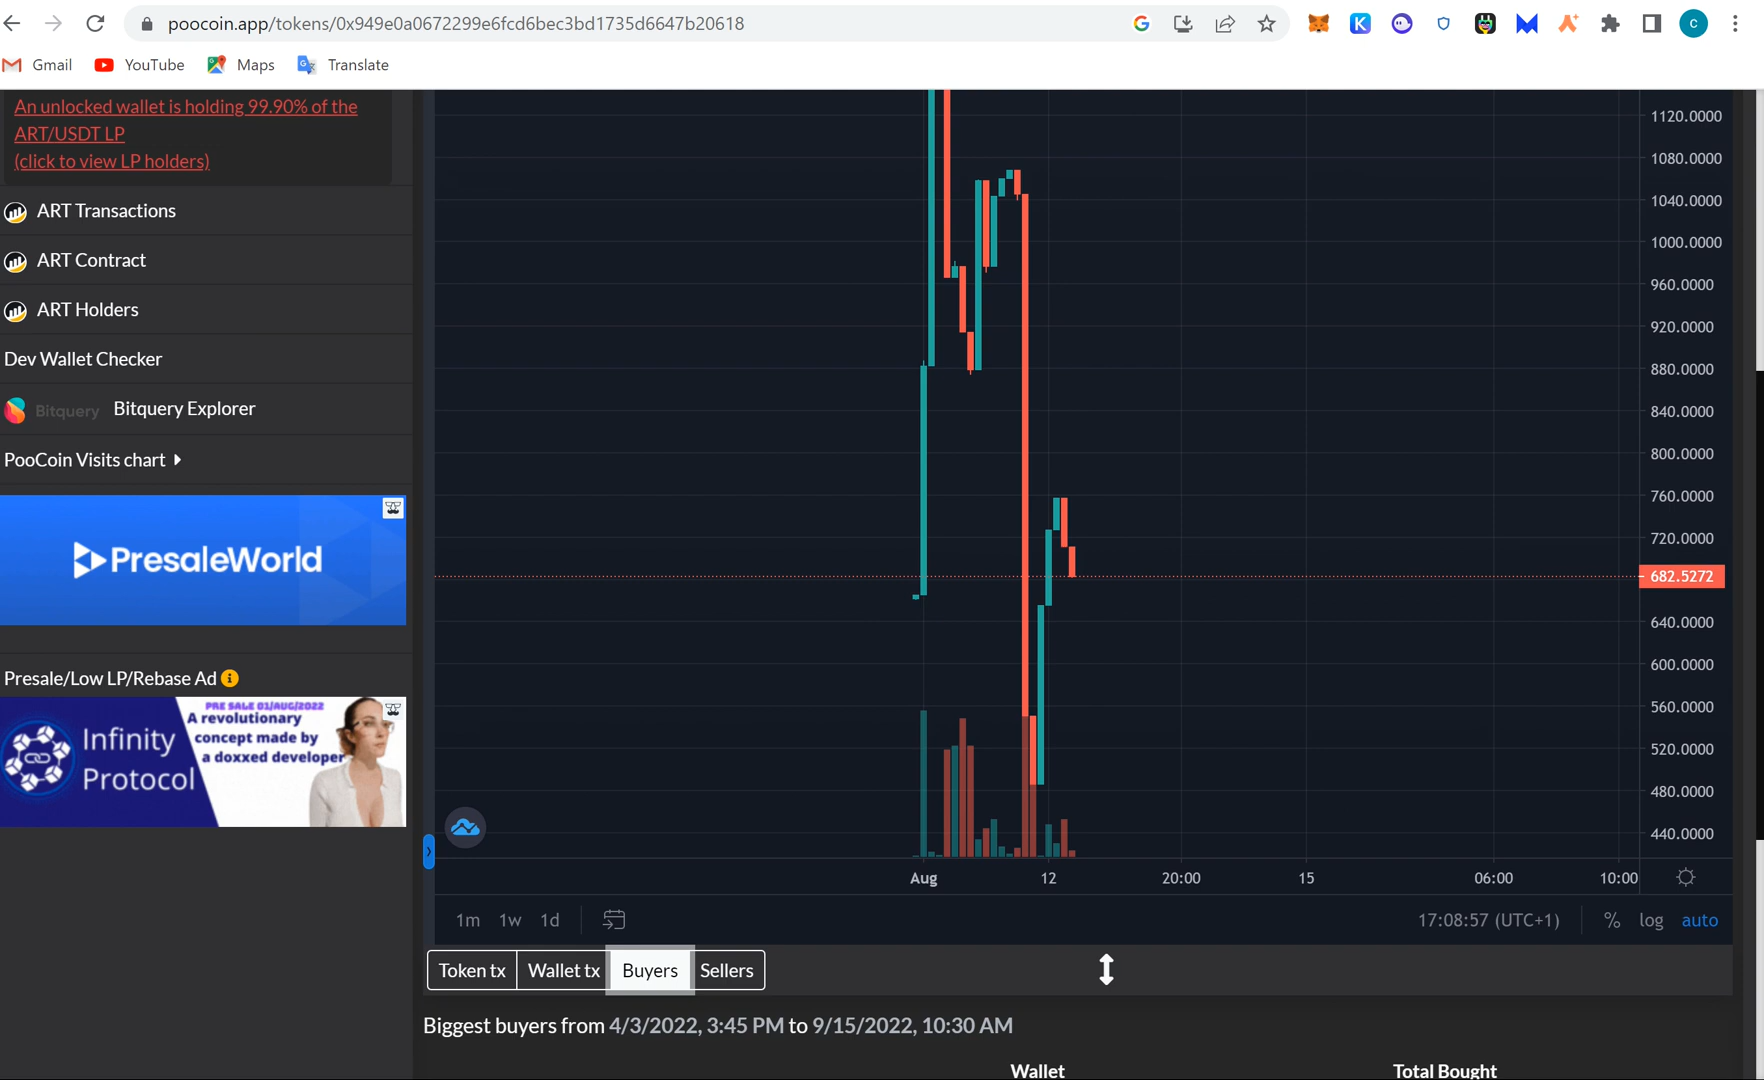 poocoin.app/tokens/0x949e0a0672299e6fcd6bec3bd1735d6647b20618
Gmail
YouTube
Maps
Translate
An unlocked wallet is holding 99.90% of the
ART/USDT LP
(click to view LP holders)
ART Transactions
ART Contract
ART Holders
Dev Wallet Checker
Bitquery
Bitquery Explorer
PooCoin Visits chart
PresaleWorld
Presale/Low LP/Rebase Ad
PRE SALE 01/AUG/2022
A revolutionary
concept made by
a doxxed developer
Infinity
Protocol
1120.0000
1080.0000
1040.0000
1000.0000
960.0000
920.0000
880.0000
840.0000
800.0000
760.0000
720.0000
682.5272
640.0000
600.0000
560.0000
520.0000
480.0000
440.0000
Aug
12
20:00
15
06:00
10:00
1m 1w 1d
17:08:57 (UTC+1)
% log auto
Token tx
Wallet tx
Buyers
Sellers
Biggest buyers from 4/3/2022, 3:45 PM to 9/15/2022, 10:30 AM
Wallet
Total Bought